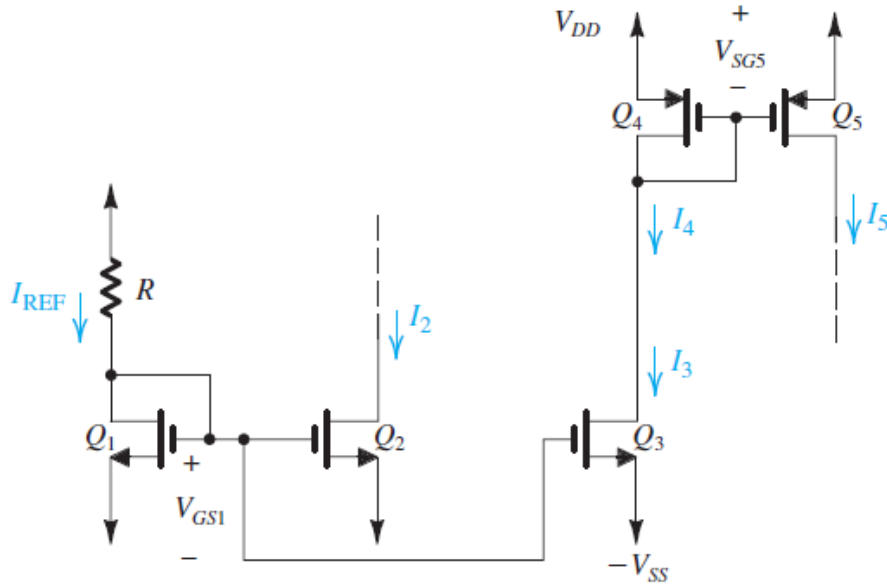 V_DD
+
V_SG5
−
Q_4
Q_5
I_4
I_5
I_REF
R
I_2
I_3
Q_1
+
V_GS1
−
Q_2
Q_3
−V_SS